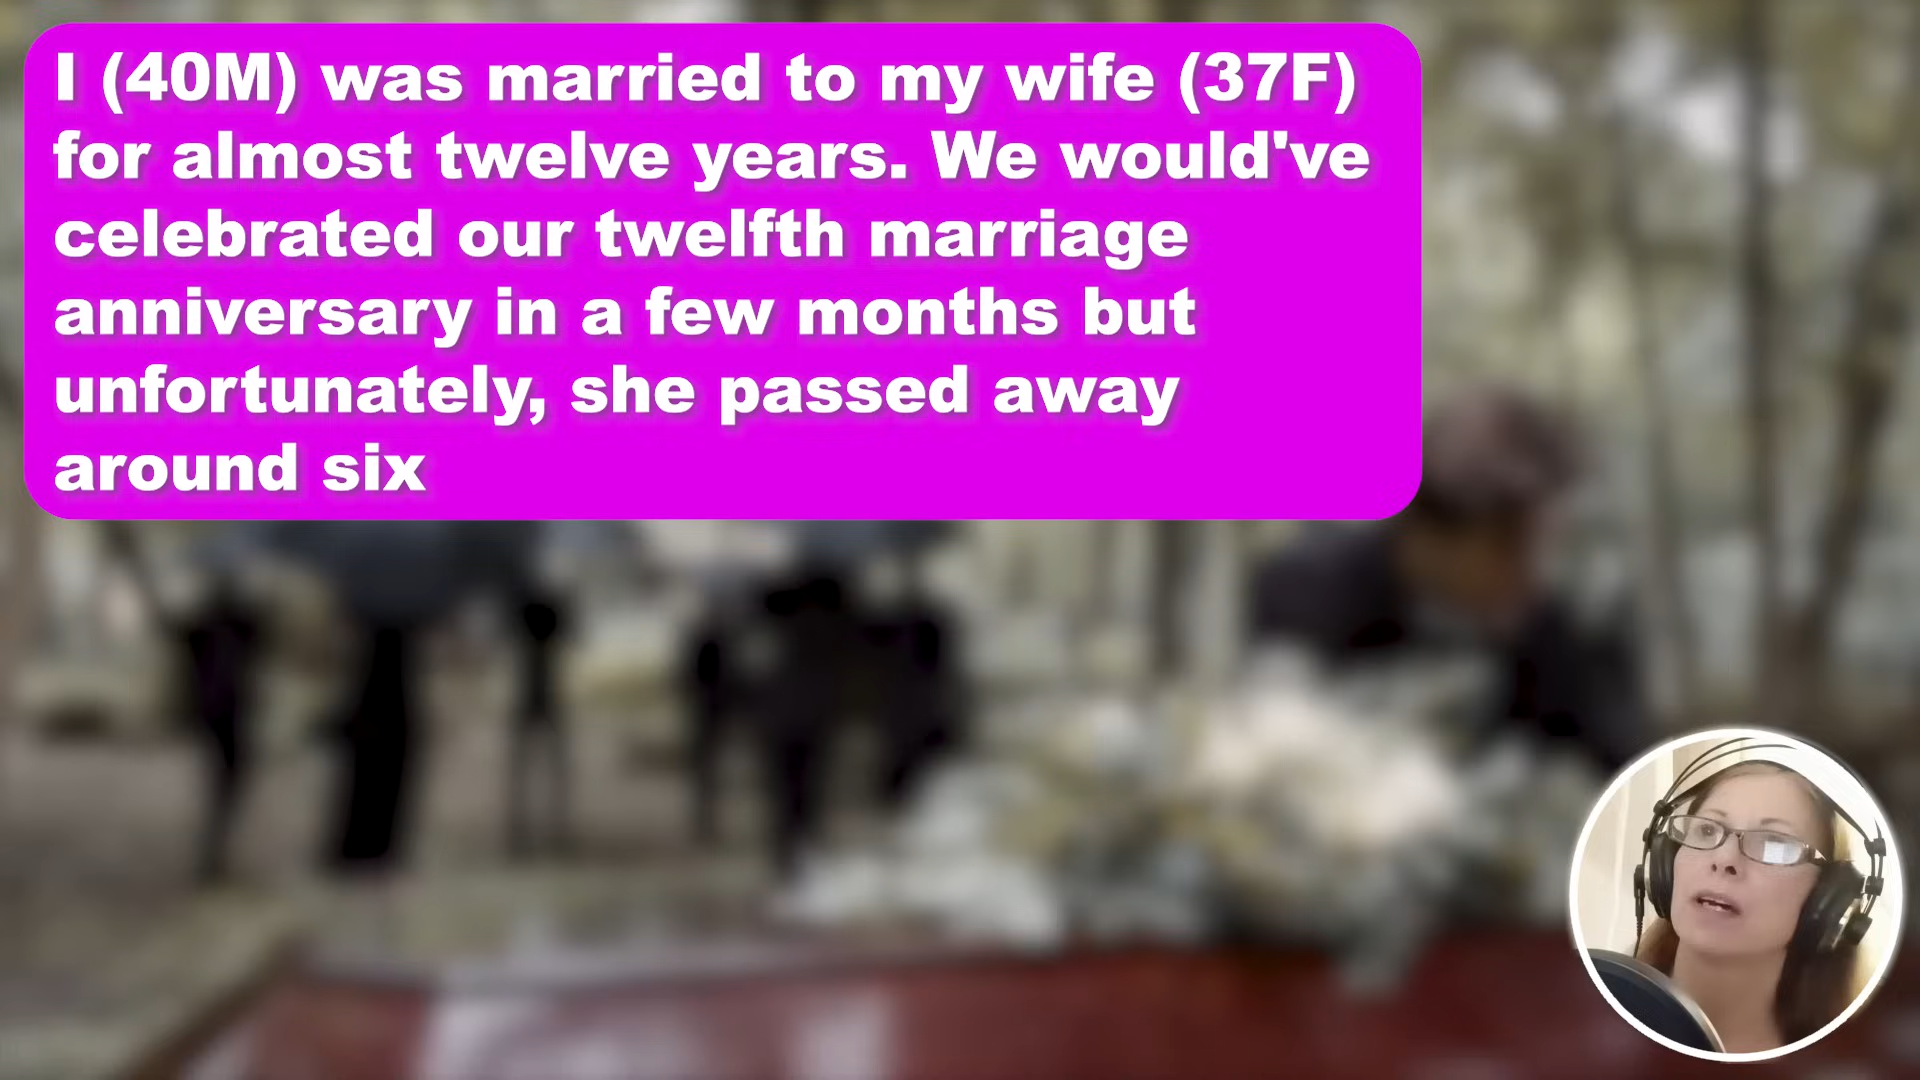 I (40M) was married to my wife (37F)
for almost twelve years. We would've
celebrated our twelfth marriage
anniversary in a few months but
unfortunately, she passed away
around six